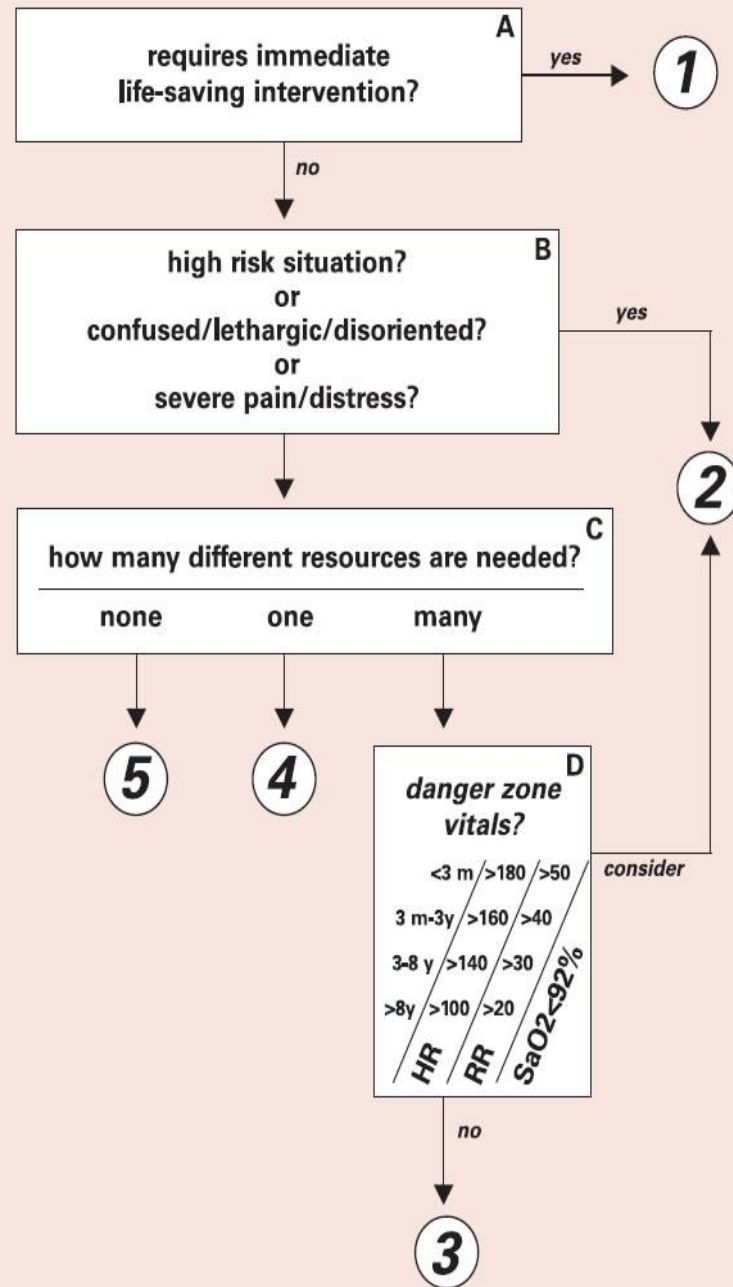 A
requires immediate
life-saving intervention?
yes
1
no
B
high risk situation?
or
confused/lethargic/disoriented?
or
severe pain/distress?
yes
2
C
how many different resources are needed?
none one many
5
4
D
danger zone
vitals?
<3 m >180 >50
3 m-3y >160 >40
3-8 y >140 >30
>8y >100 >20
HR RR SaO2<92%
consider
no
3